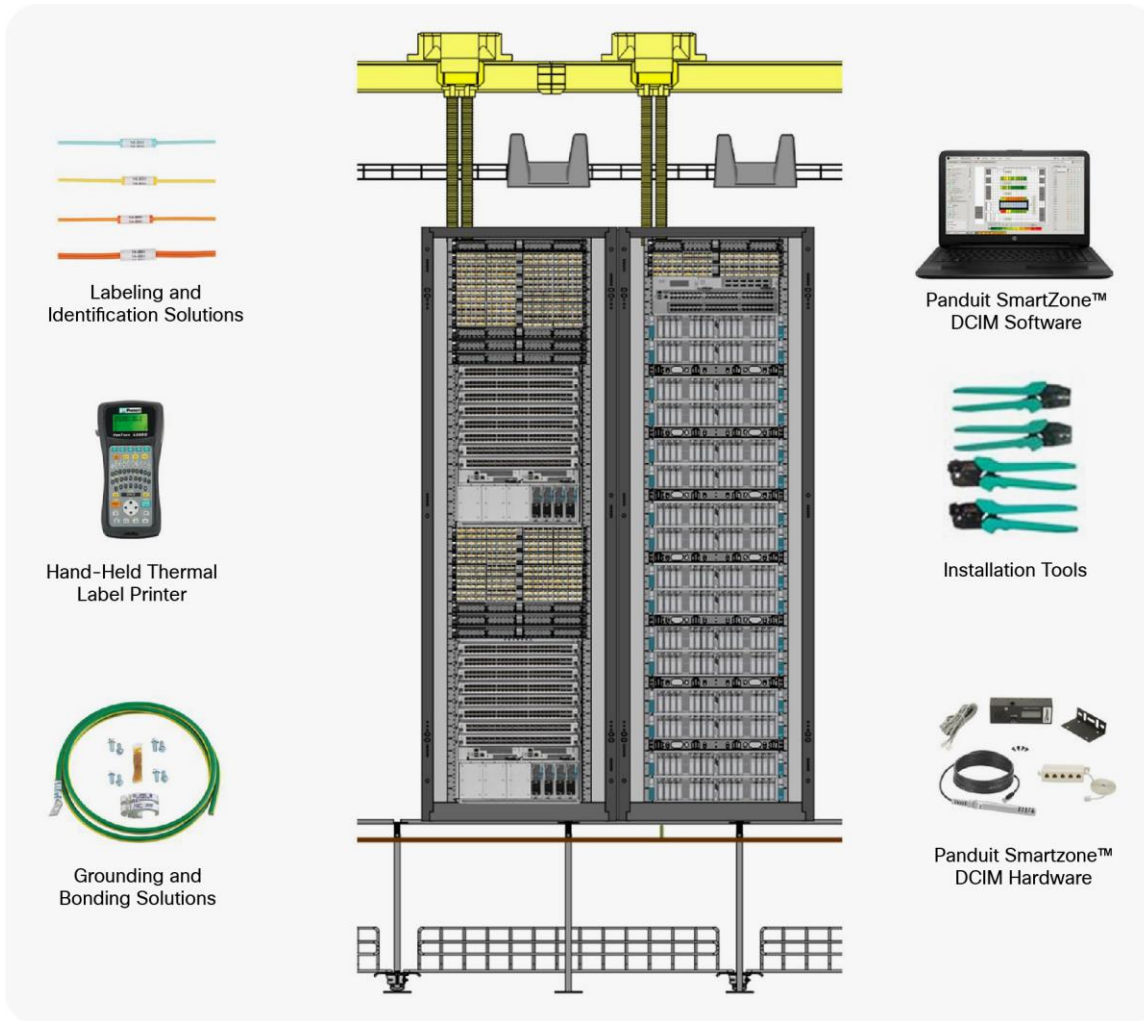 Labeling and
Identification Solutions
Hand-Held Thermal
Label Printer
Grounding and
Bonding Solutions
Panduit SmartZone™
DCIM Software
Installation Tools
Panduit Smartzone™
DCIM Hardware